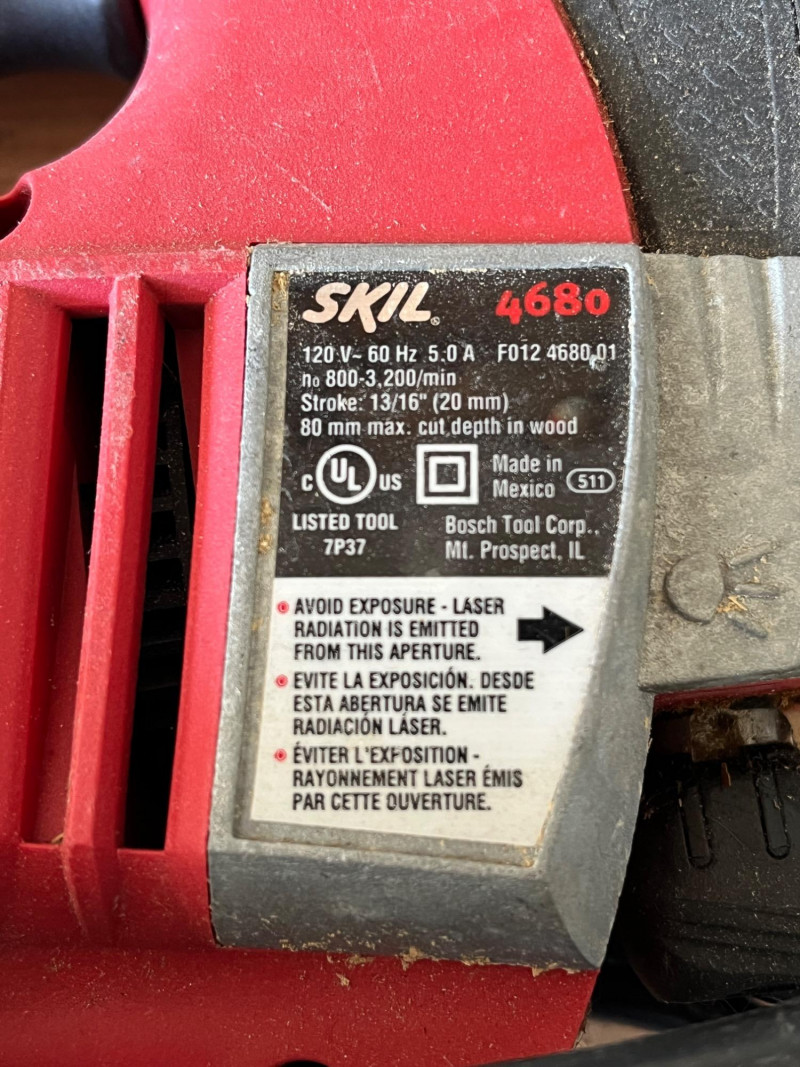 SKIL® 4680
120 V~ 60 Hz 5.0 A F012 4680 01
n₀ 800-3,200/min
Stroke: 13/16" (20 mm)
80 mm max. cut depth in wood
C UL US Made in
Mexico 511
LISTED TOOL Bosch Tool Corp.,
7P37 Mt. Prospect, IL
AVOID EXPOSURE - LASER
RADIATION IS EMITTED
FROM THIS APERTURE.
EVITE LA EXPOSICIÓN. DESDE
ESTA ABERTURA SE EMITE
RADIACIÓN LÁSER.
ÉVITER L'EXPOSITION -
RAYONNEMENT LASER ÉMIS
PAR CETTE OUVERTURE.